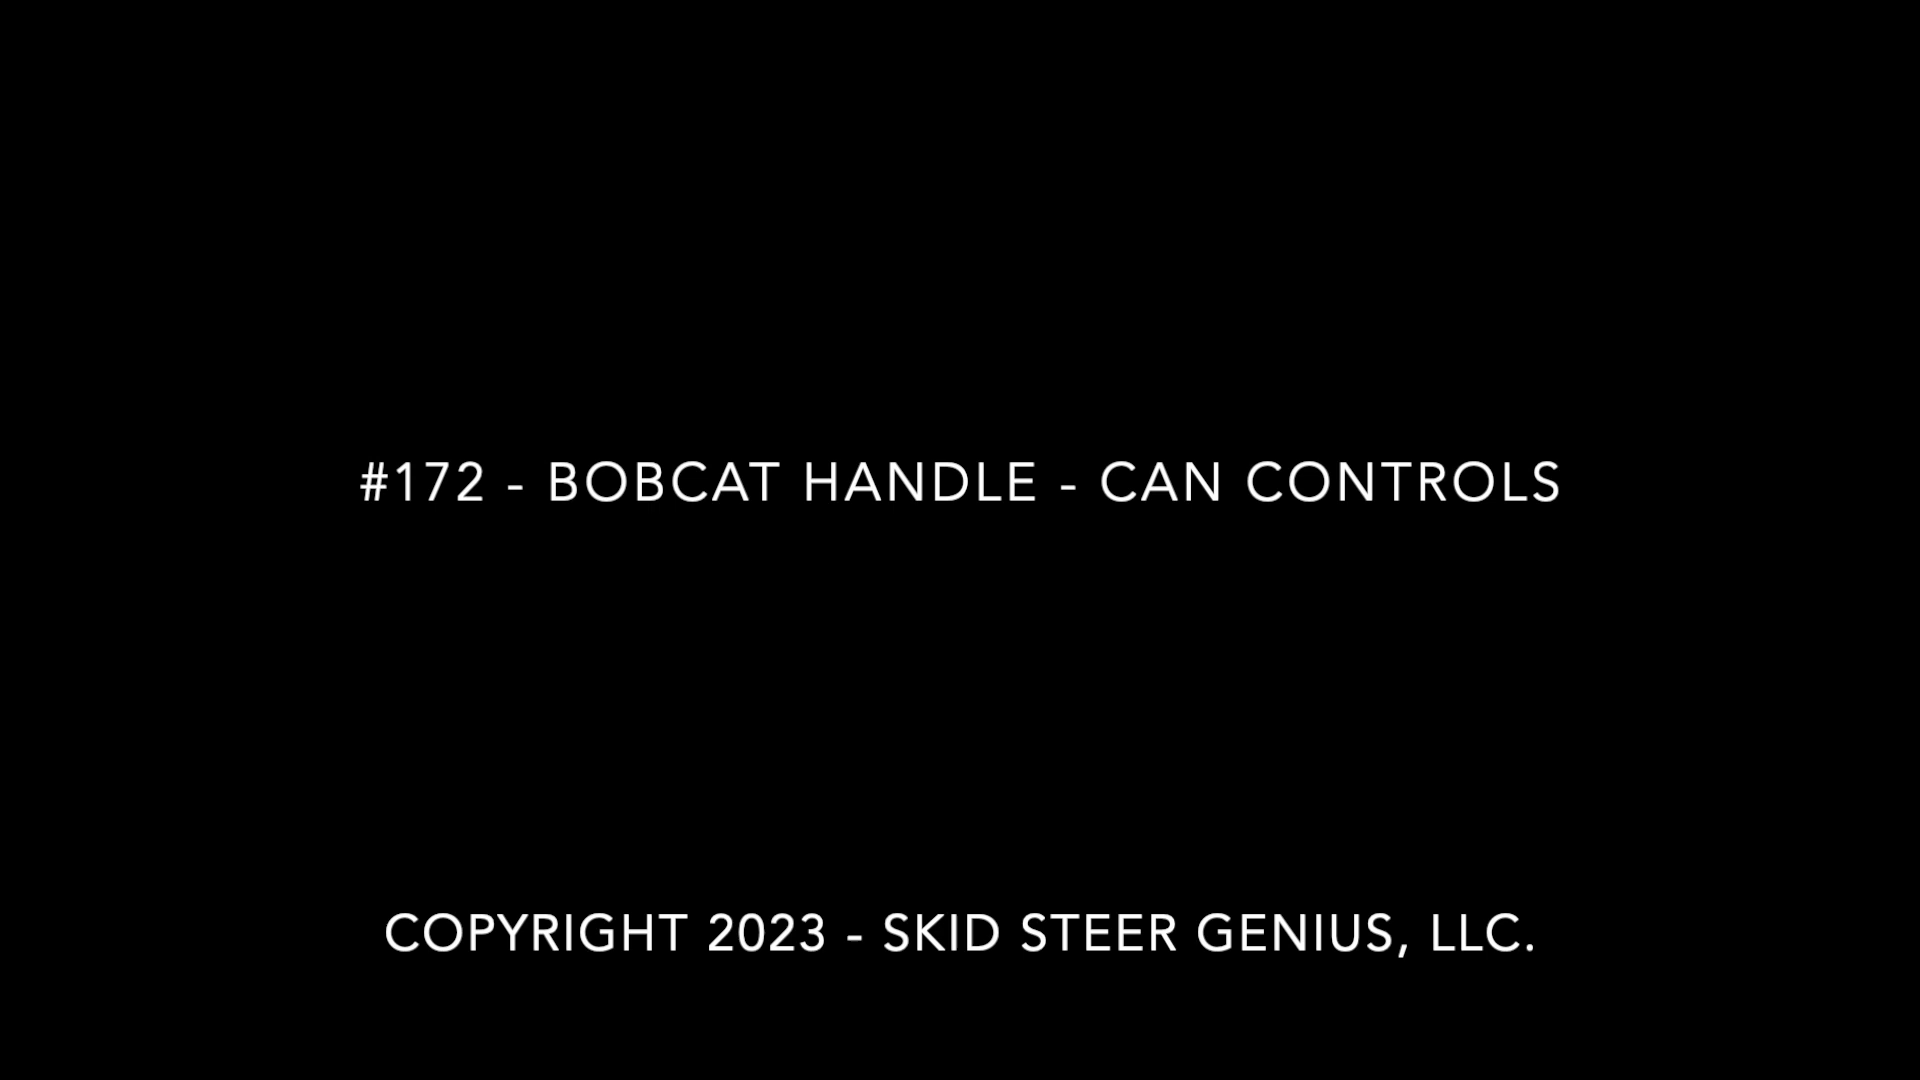 #172 - BOBCAT HANDLE - CAN CONTROLS
COPYRIGHT 2023 - SKID STEER GENIUS, LLC.